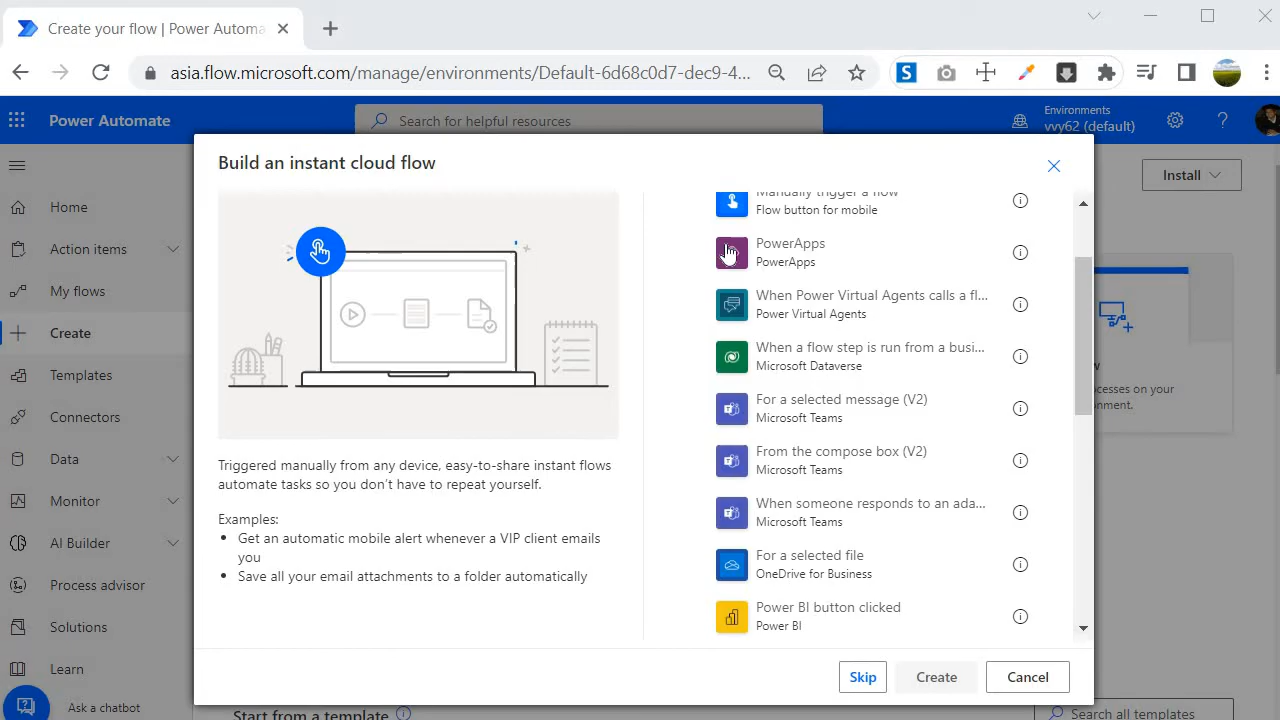 Create your flow | Power Automa
asia.flow.microsoft.com/manage/environments/Default-6d68c0d7-dec9-4...
S
Power Automate
Search for helpful resources
Environments
vvy62 (default)
?
Build an instant cloud flow
Install
Home
Action items
My flows
Create
Templates
Connectors
Data
Monitor
AI Builder
Process advisor
Solutions
Learn
Ask a chatbot
Triggered manually from any device, easy-to-share instant flows
automate tasks so you don't have to repeat yourself.
Examples:
• Get an automatic mobile alert whenever a VIP client emails
you
• Save all your email attachments to a folder automatically
Manually trigger a flow
Flow button for mobile
PowerApps
PowerApps
When Power Virtual Agents calls a fl...
Power Virtual Agents
When a flow step is run from a busi...
Microsoft Dataverse
For a selected message (V2)
Microsoft Teams
From the compose box (V2)
Microsoft Teams
When someone responds to an ada...
Microsoft Teams
For a selected file
OneDrive for Business
Power BI button clicked
Power BI
ocesses on your
onment.
Skip
Create
Cancel
Start from a template
Search all templates